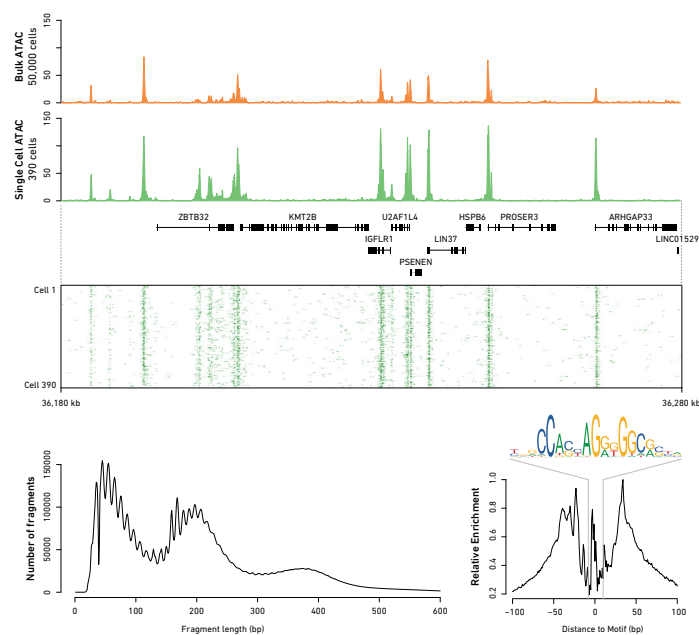 Bulk ATAC
50,000 cells
150
50
0
Single Cell ATAC
390 cells
150
50
0
ZBTB32
KMT2B
U2AF1L4
HSPB6
PROSER3
ARHGAP33
IGFLR1
LIN37
LINC01529
PSENEN
Cell 1
Cell 390
36,180 kb
36,280 kb
Number of fragments
150000
100000
50000
0
0
100
200
300
400
500
600
Fragment length (bp)
CCA
AG
G
GCG
Relative Enrichment
1.0
0.8
0.6
0.4
0.2
−100
−50
0
50
100
Distance to Motif (bp)